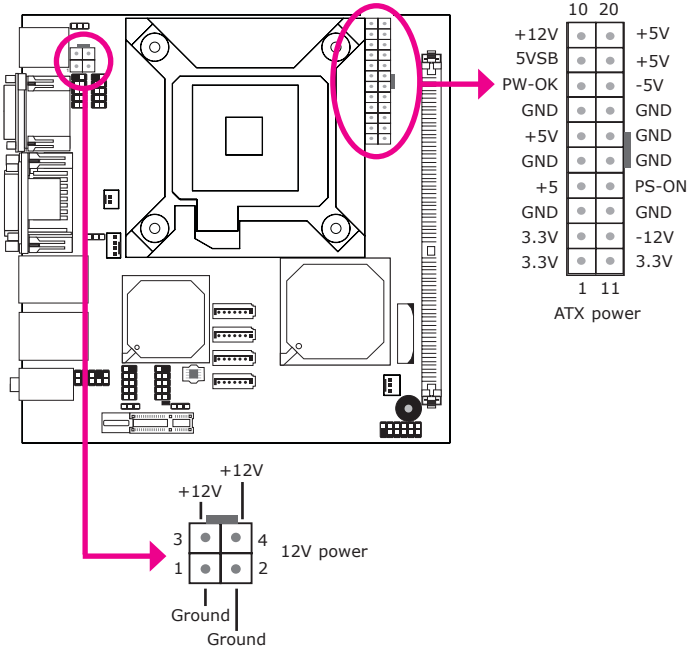 10 20
+12V +5V
5VSB +5V
PW-OK -5V
GND GND
+5V GND
GND GND
+5 PS-ON
GND GND
3.3V -12V
3.3V 3.3V
1 11
ATX power
+12V
+12V
3 4
12V power
1 2
Ground
Ground